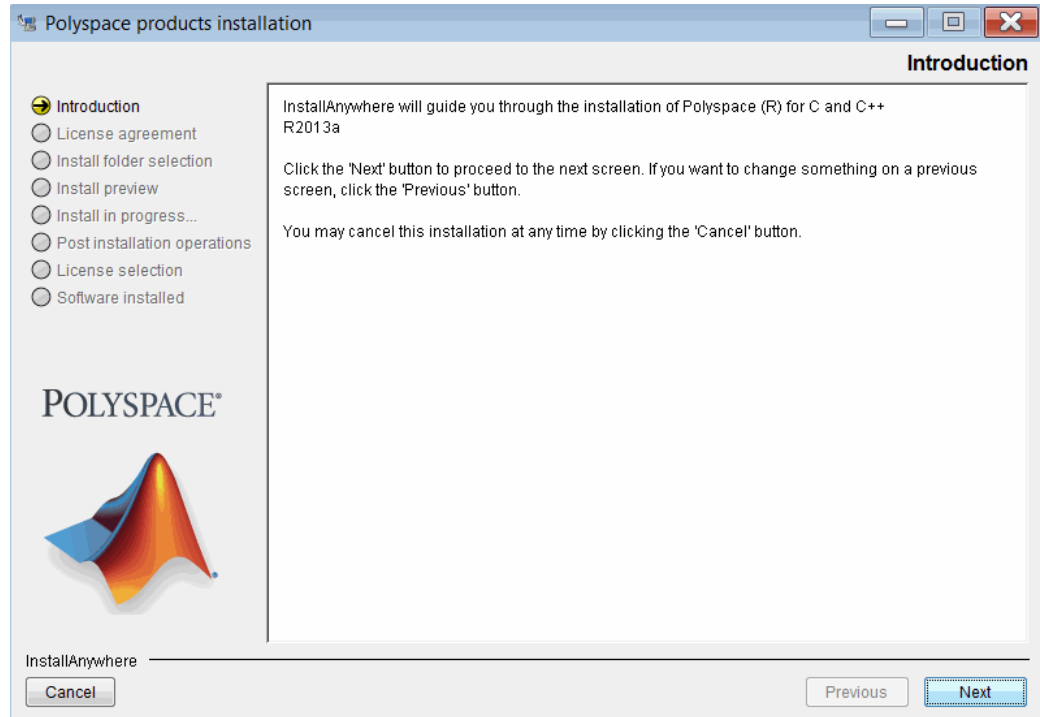 Polyspace products installation
Introduction
Introduction
License agreement
Install folder selection
Install preview
Install in progress...
Post installation operations
License selection
Software installed
InstallAnywhere will guide you through the installation of Polyspace (R) for C and C++
R2013a
Click the 'Next' button to proceed to the next screen. If you want to change something on a previous
screen, click the 'Previous' button.
You may cancel this installation at any time by clicking the 'Cancel' button.
POLYSPACE®
InstallAnywhere
Cancel
Previous
Next